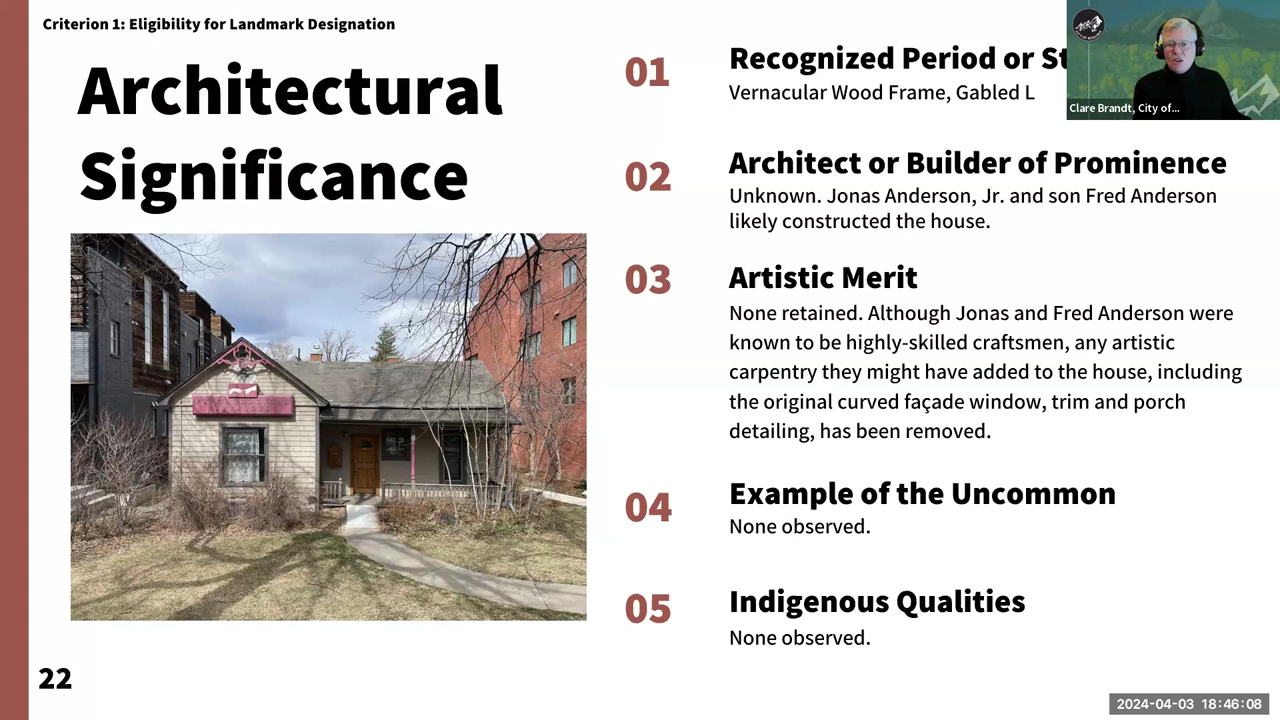 Criterion 1: Eligibility for Landmark Designation
Architectural
Significance
01
Recognized Period or
Vernacular Wood Frame, Gabled L
02
Architect or Builder of Prominence
Unknown. Jonas Anderson, Jr. and son Fred Anderson
likely constructed the house.
03
Artistic Merit
None retained. Although Jonas and Fred Anderson were
known to be highly-skilled craftsmen, any artistic
carpentry they might have added to the house, including
the original curved façade window, trim and porch
detailing, has been removed.
04
Example of the Uncommon
None observed.
05
Indigenous Qualities
None observed.
22
Clare Brandt, City of...
2024-04-03 18:46:08